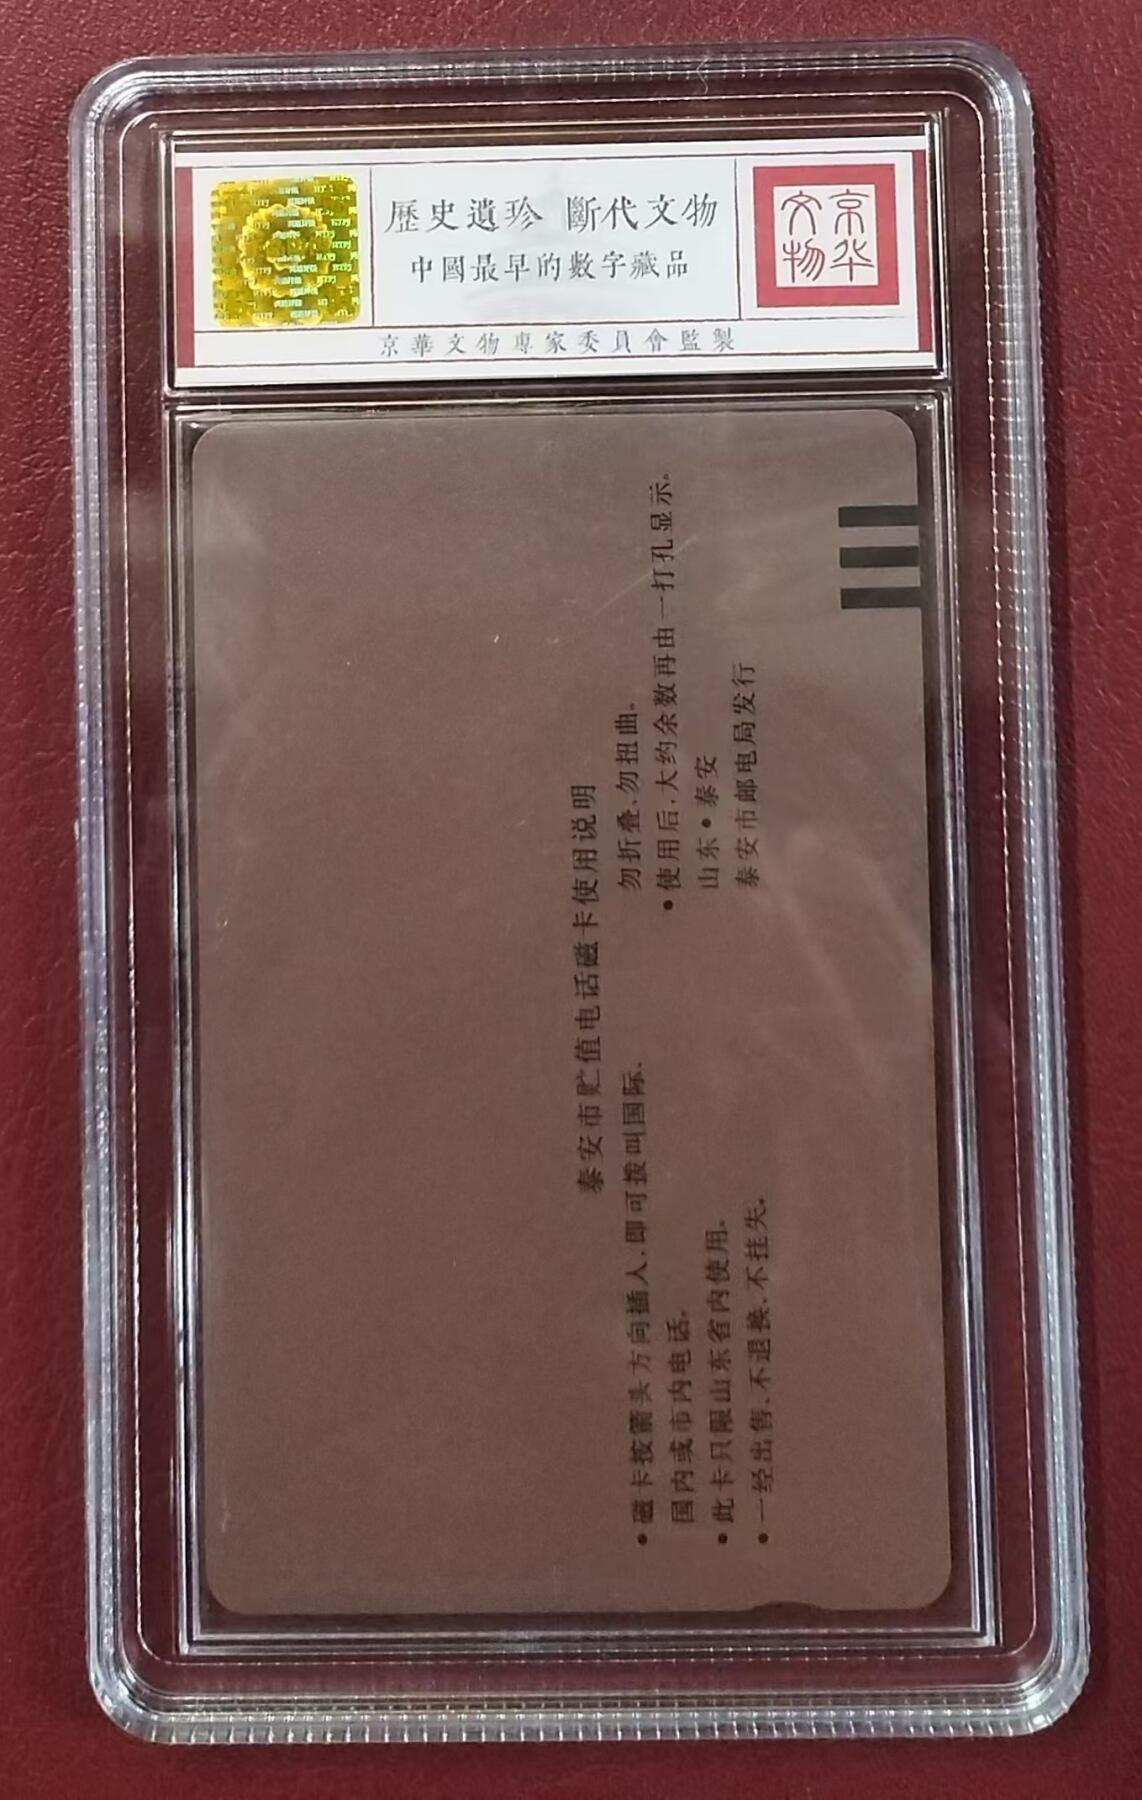 歷史遺珍 斷代文物
中國最早的數字藏品
京华
文物
京華文物專家委員會監製
泰安市贮值电话磁卡使用说明
•磁卡按箭头方向插入,即可拨叫国际、
国内或市内电话。
•此卡只限山东省内使用。
•一经出售、不退换、不挂失。
勿折叠、勿扭曲。
•使用后,大约余数再由一打孔显示。
山东•泰安
泰安市邮电局发行